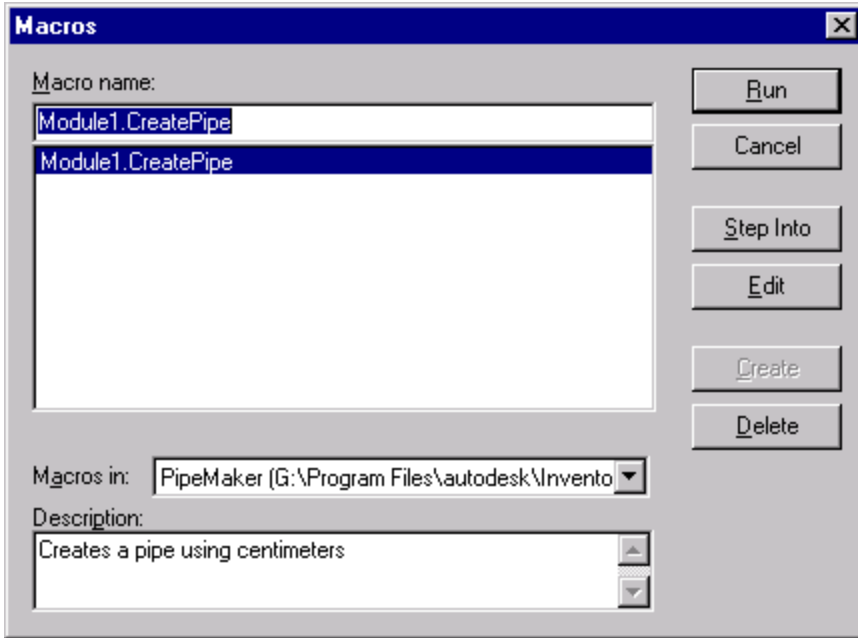 Macros
Macro name:
Module1.CreatePipe
Module1.CreatePipe
Run
Cancel
Step Into
Edit
Create
Delete
Macros in:
PipeMaker (G:\Program Files\autodesk\Invento
Description:
Creates a pipe using centimeters